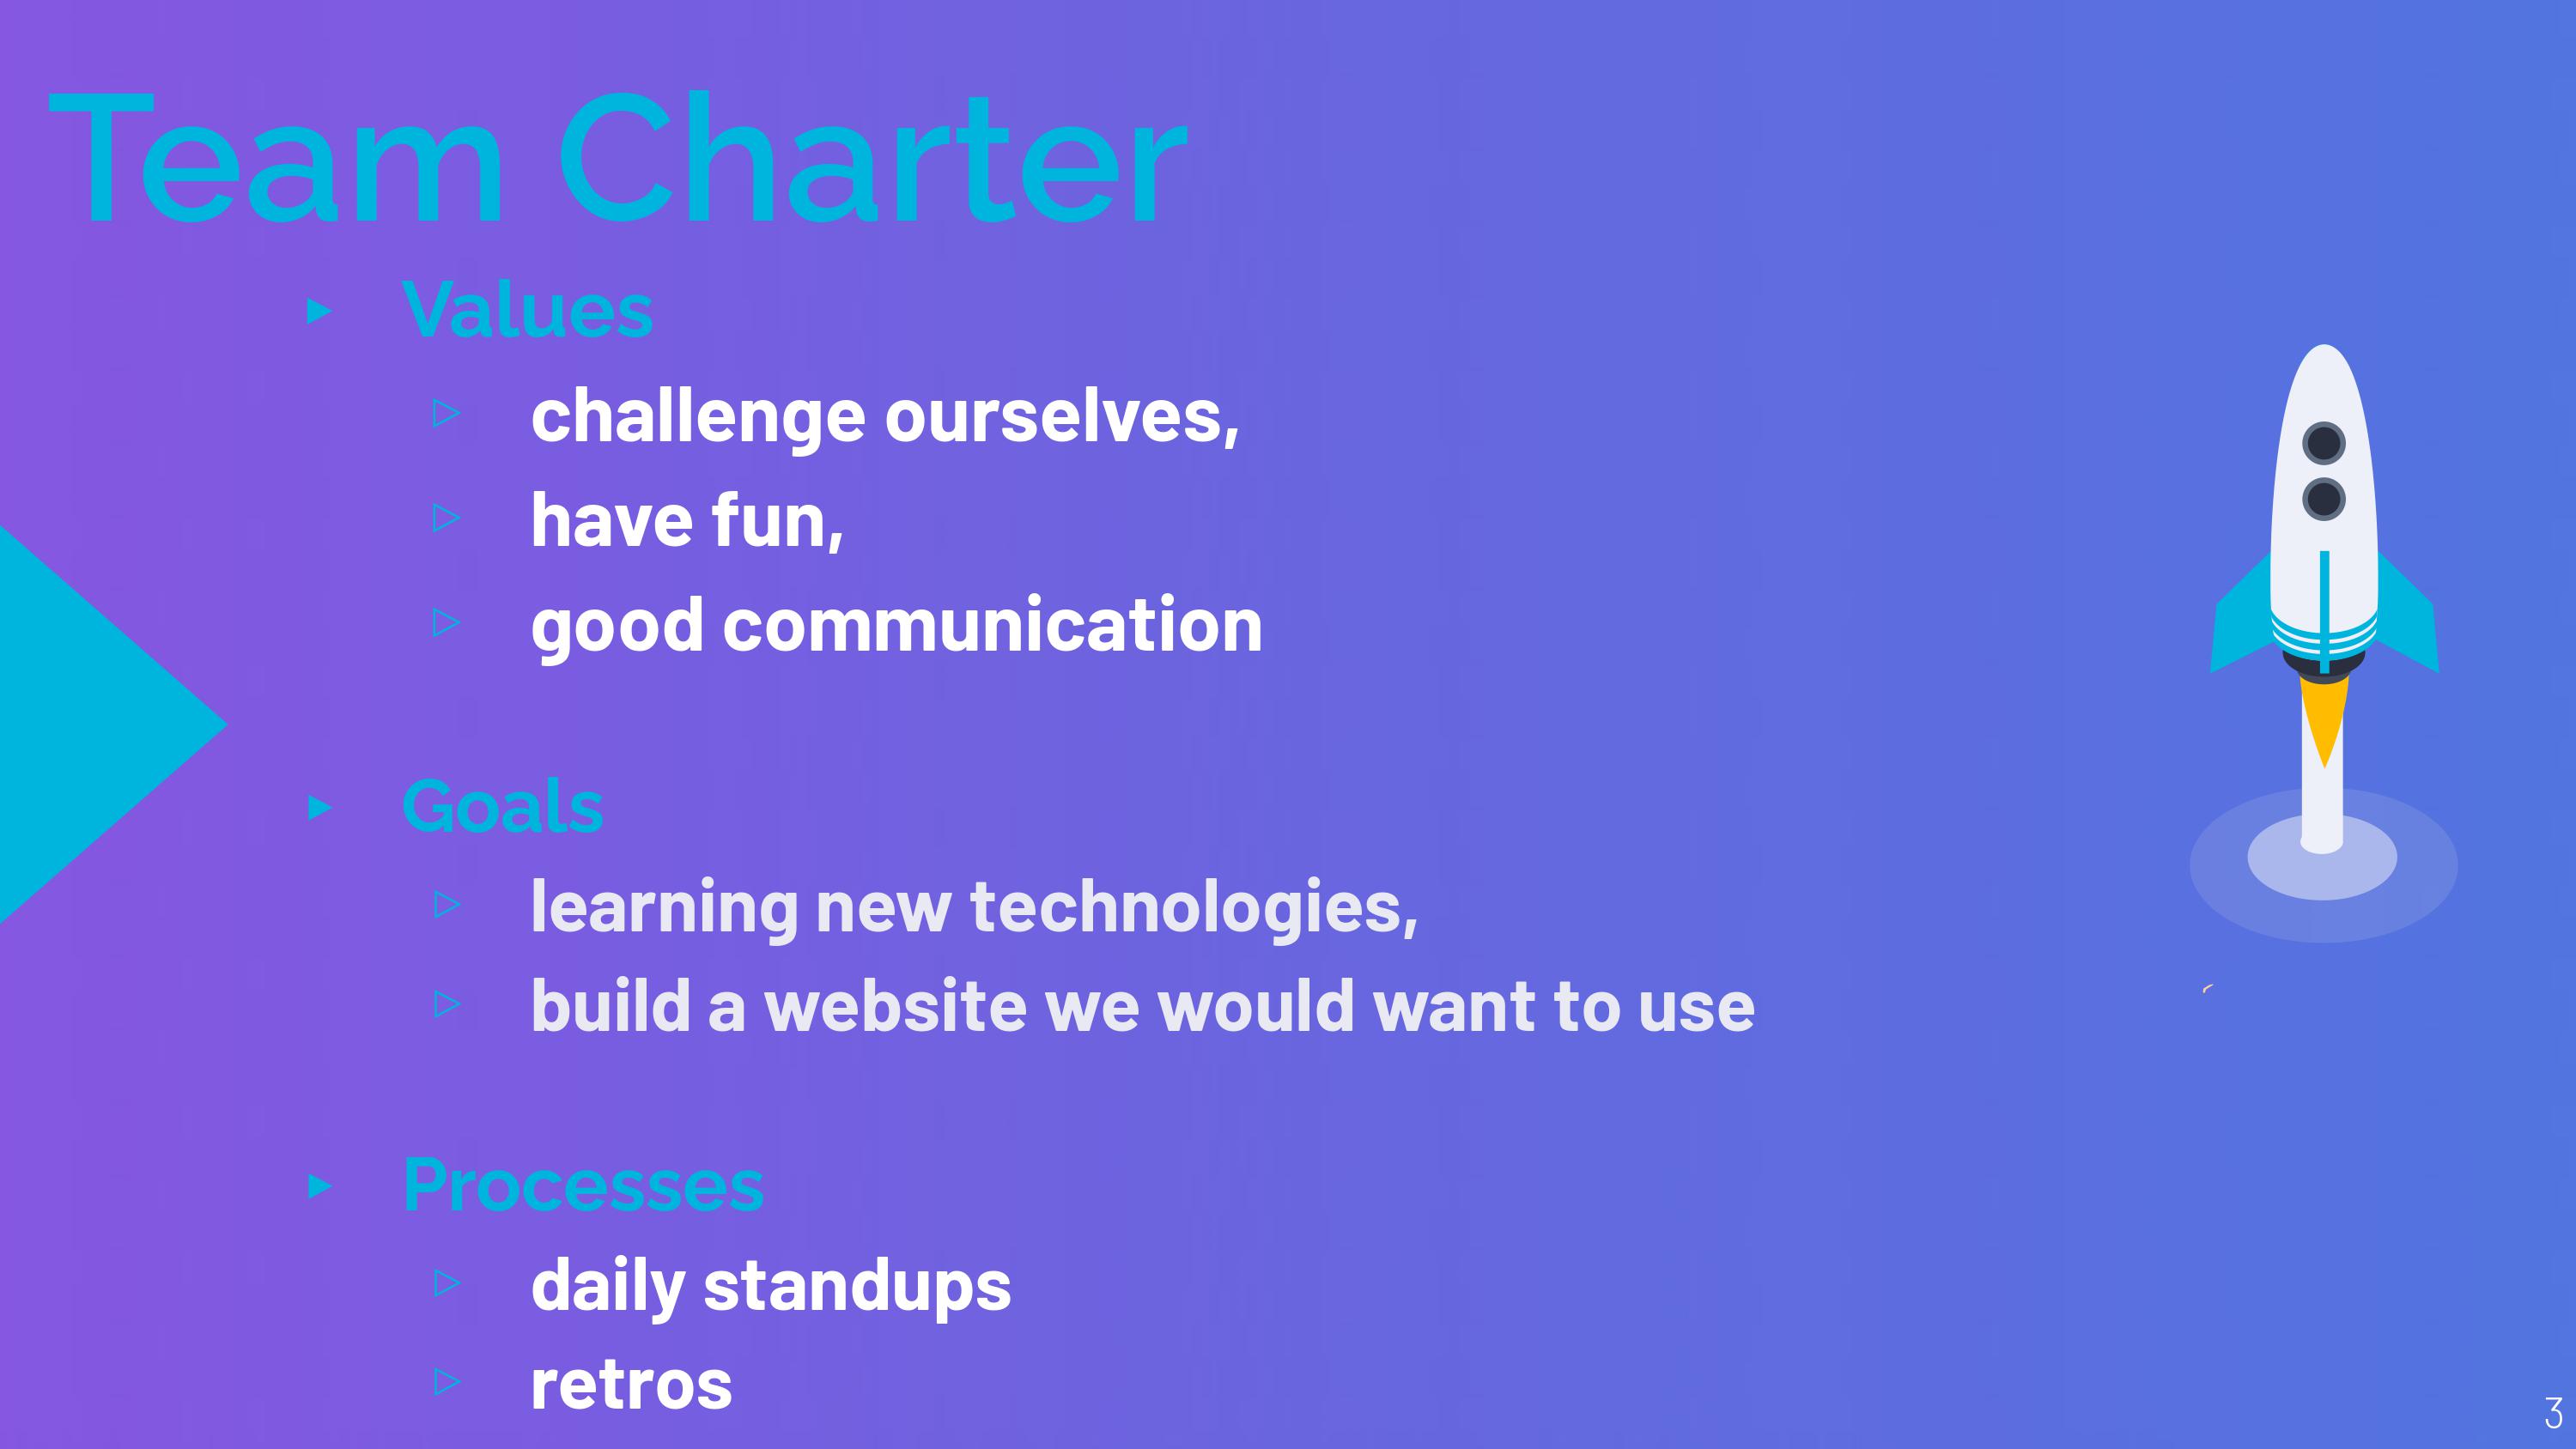 Team Charter
Values
challenge ourselves,
have fun,
good communication
Goals
learning new technologies,
build a website we would want to use
Processes
daily standups
retros
3